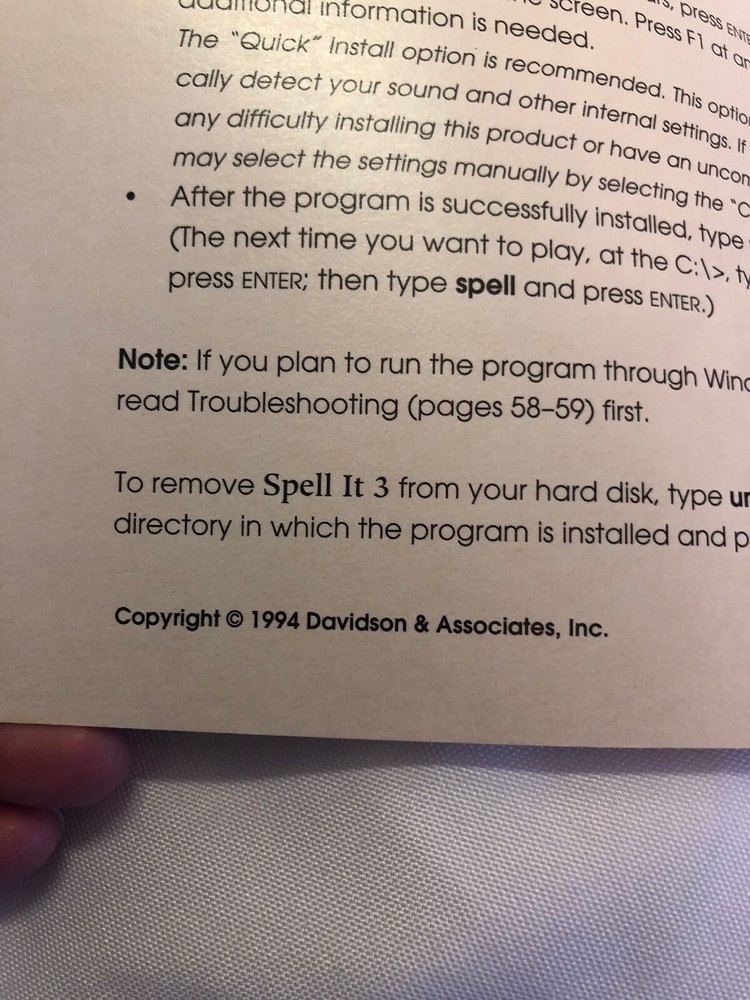 additional information is needed.
screen. Press F1 at
press ENTER
The "Quick" Install option is recommended. This
cally detect your sound and other internal settings. If
any difficulty installing this product or have an
may select the settings manually by selecting the "C
• After the program is successfully installed, type
(The next time you want to play, at the C:\>,
press ENTER; then type spell and press ENTER.)
Note: If you plan to run the program through
read Troubleshooting (pages 58–59) first.
To remove Spell It 3 from your hard disk, type
directory in which the program is installed and
Copyright © 1994 Davidson & Associates, Inc.